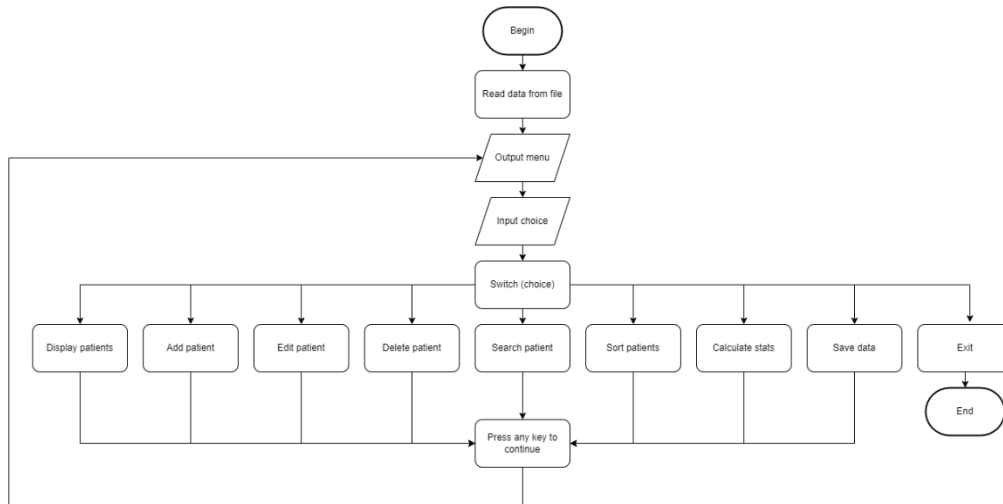 Begin
Read data from file
Output menu
Input choice
Switch (choice)
Display patients
Add patient
Edit patient
Delete patient
Search patient
Sort patients
Calculate stats
Save data
Exit
End
Press any key to
continue